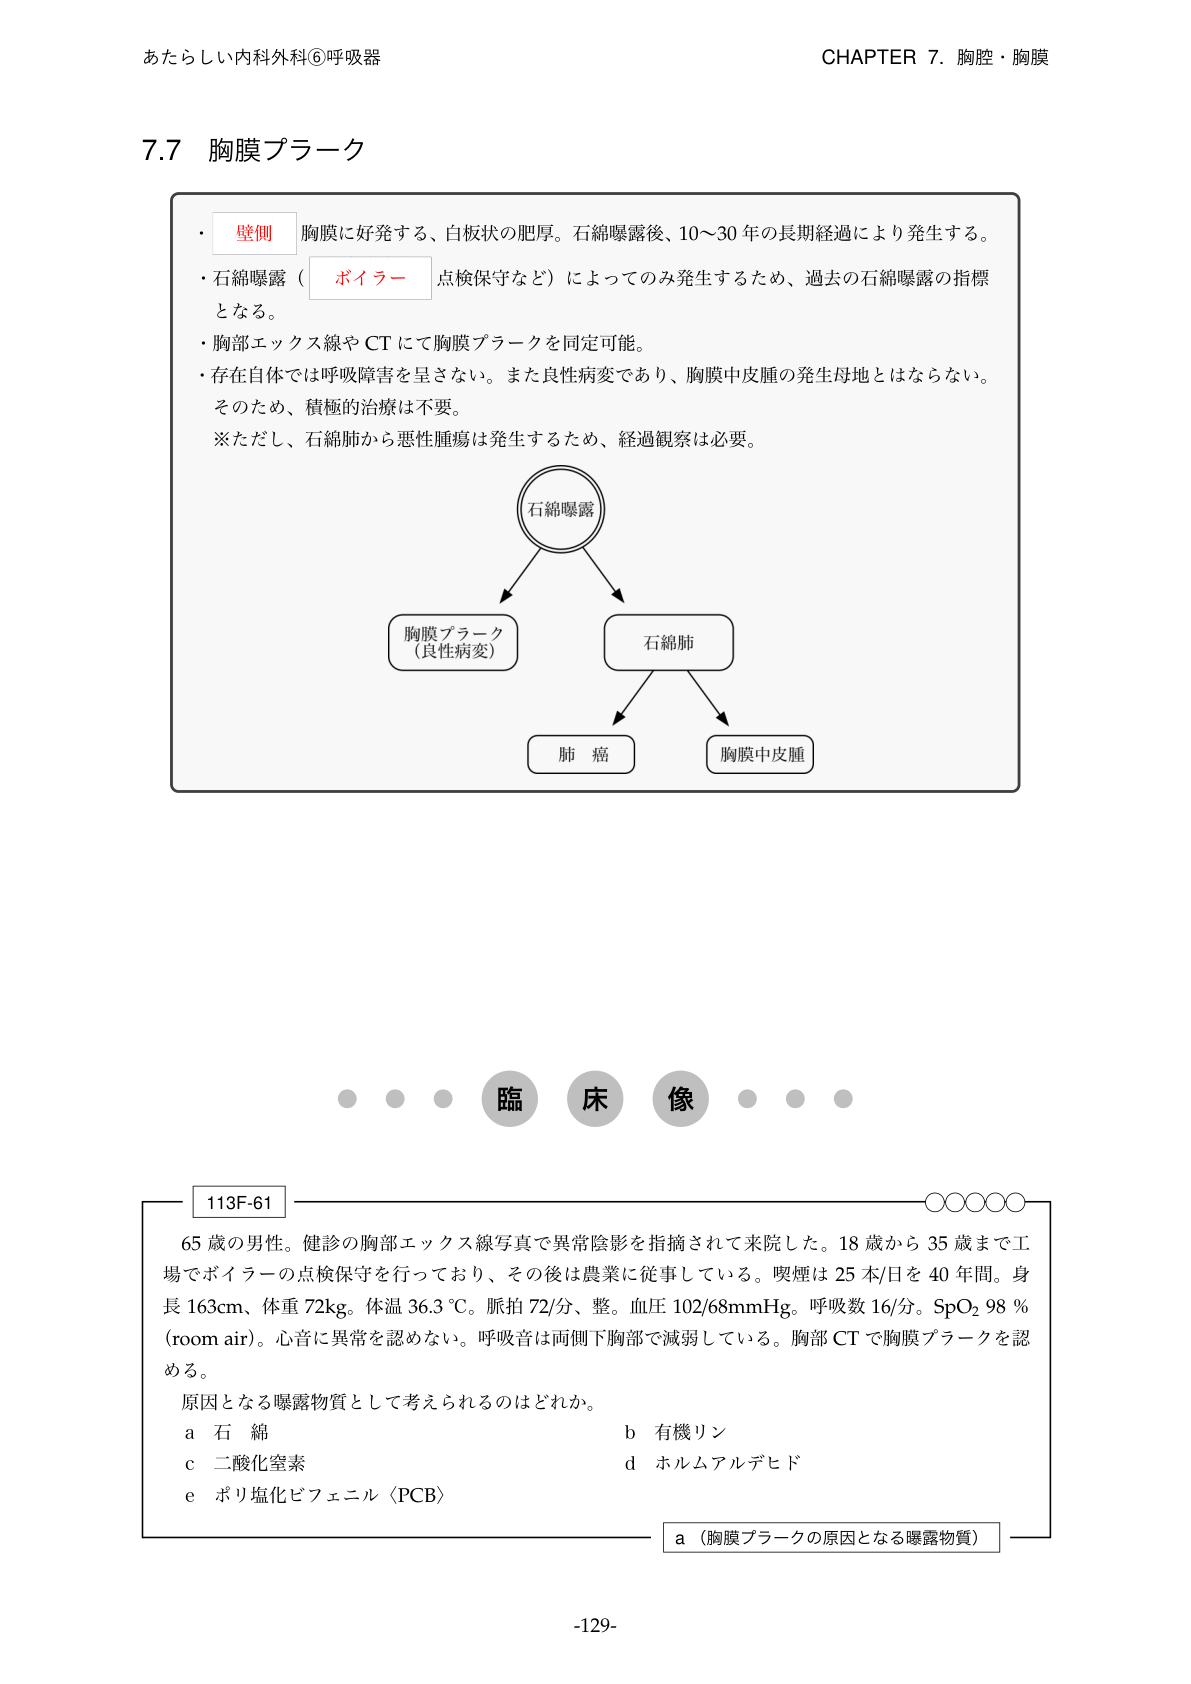 あたらしい内科外科⑥呼吸器
CHAPTER 7. 胸腔・胸膜
7.7 胸膜プラーク
・ 壁側 胸膜に好発する、白板状の肥厚。石綿曝露後、10〜30 年の長期経過により発生する。
・石綿曝露（ ボイラー 点検保守など）によってのみ発生するため、過去の石綿曝露の指標
となる。
・胸部エックス線や CT にて胸膜プラークを同定可能。
・存在自体では呼吸障害を呈さない。また良性病変であり、胸膜中皮腫の発生母地とはならない。
そのため、積極的治療は不要。
※ただし、石綿肺から悪性腫瘍は発生するため、経過観察は必要。
石綿曝露
胸膜プラーク
（良性病変）
石綿肺
肺 癌
胸膜中皮腫
臨 床 像
113F-61
65 歳の男性。健診の胸部エックス線写真で異常陰影を指摘されて来院した。18 歳から 35 歳まで工
場でボイラーの点検保守を行っており、その後は農業に従事している。喫煙は 25 本/日を 40 年間。身
長 163cm、体重 72kg。体温 36.3 ℃。脈拍 72/分、整。血圧 102/68mmHg。呼吸数 16/分。SpO₂ 98 %
(room air)。心音に異常を認めない。呼吸音は両側下胸部で減弱している。胸部 CT で胸膜プラークを認
める。
原因となる曝露物質として考えられるのはどれか。
a 石 綿
b 有機リン
c 二酸化窒素
d ホルムアルデヒド
e ポリ塩化ビフェニル〈PCB〉
a （胸膜プラークの原因となる曝露物質）
-129-